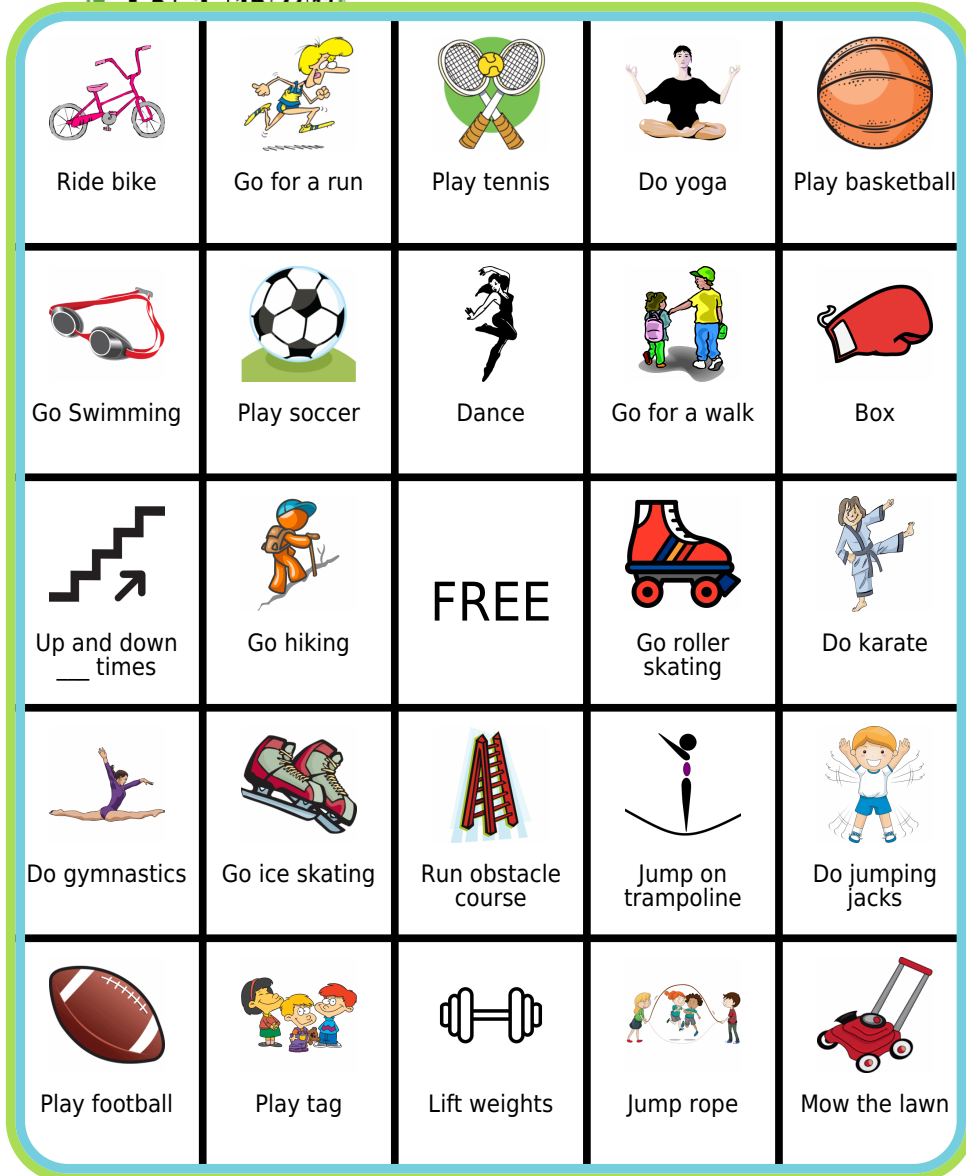 Ride bike
Go for a run
Play tennis
Do yoga
Play basketball
Go Swimming
Play soccer
Dance
Go for a walk
Box
Up and down
___ times
Go hiking
FREE
Go roller
skating
Do karate
Do gymnastics
Go ice skating
Run obstacle
course
Jump on
trampoline
Do jumping
jacks
Play football
Play tag
Lift weights
Jump rope
Mow the lawn